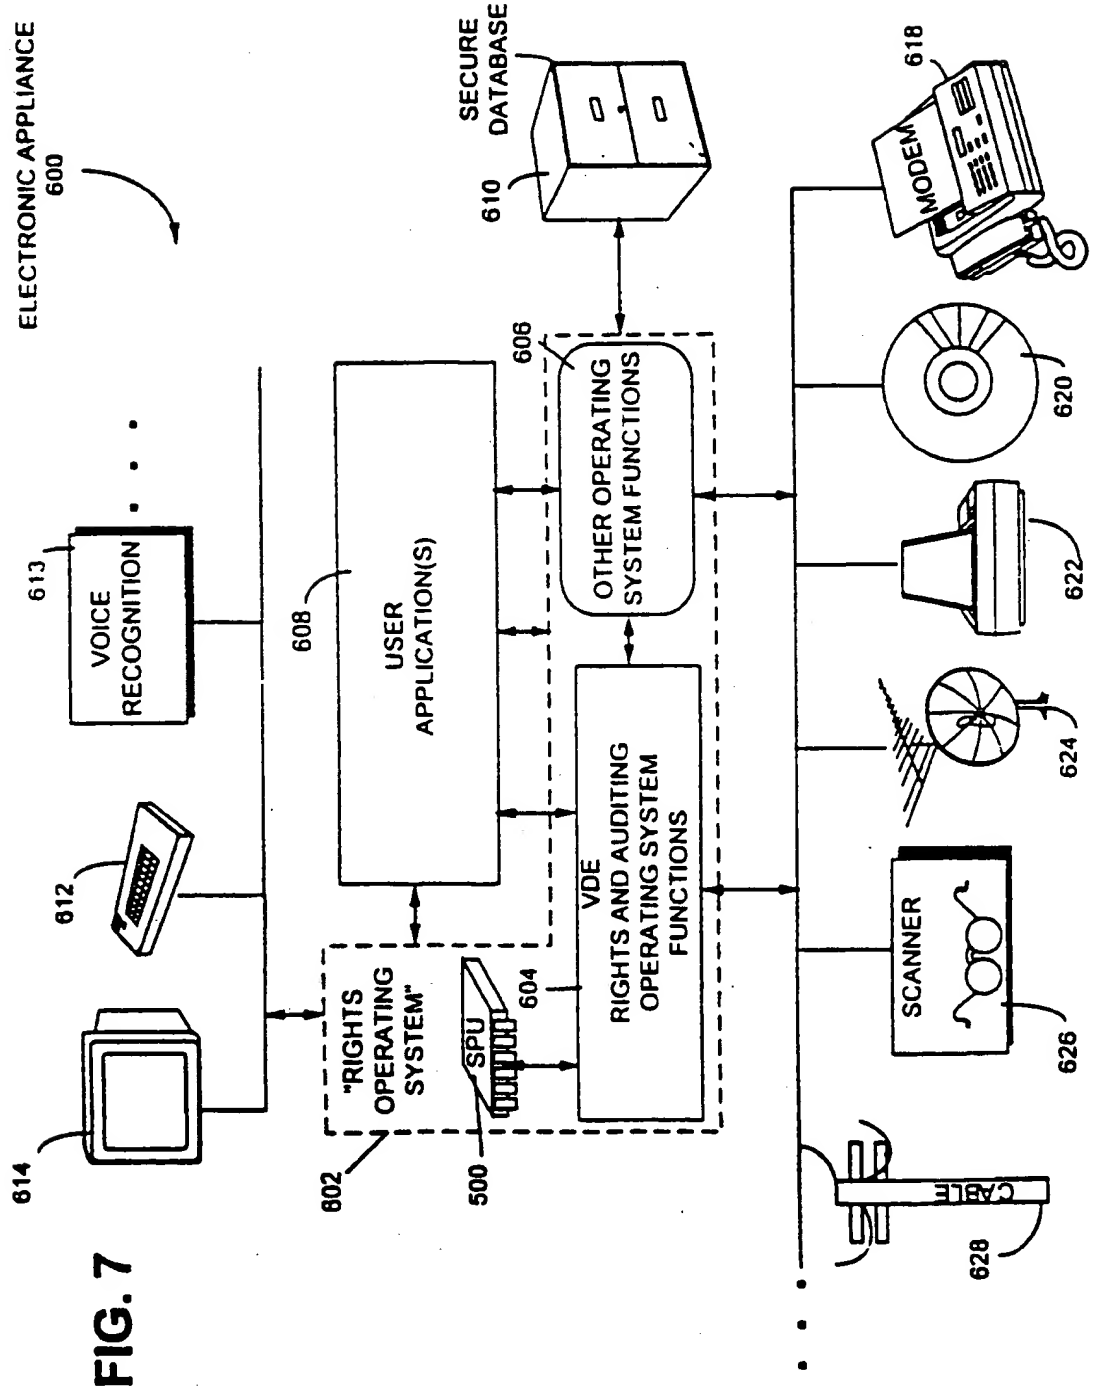 FIG. 7
ELECTRONIC APPLIANCE
600
614
612
613
VOICE
RECOGNITION
602
"RIGHTS
OPERATING
SYSTEM"
608
USER
APPLICATION(S)
500
SPU
604
VDE
RIGHTS AND AUDITING
OPERATING SYSTEM
FUNCTIONS
606
OTHER OPERATING
SYSTEM FUNCTIONS
610
SECURE
DATABASE
628
CABLE
626
SCANNER
624
622
620
MODEM
618